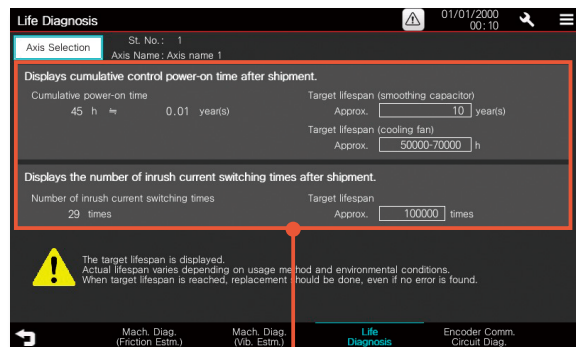 Life Diagnosis
01/01/2000
00:10
Axis Selection
St. No.: 1
Axis Name: Axis name 1
Displays cumulative control power-on time after shipment.
Cumulative power-on time
Target lifespan (smoothing capacitor)
45 h ≒ 0.01 year(s)
Approx. 10 year(s)
Target lifespan (cooling fan)
Approx. 50000-70000 h
Displays the number of inrush current switching times after shipment.
Number of inrush current switching times
Target lifespan
29 times
Approx. 100000 times
The target lifespan is displayed.
Actual lifespan varies depending on usage method and environmental conditions.
When target lifespan is reached, replacement should be done, even if no error is found.
Mach. Diag.
(Friction Estm.)
Mach. Diag.
(Vib. Estm.)
Life
Diagnosis
Encoder Comm.
Circuit Diag.